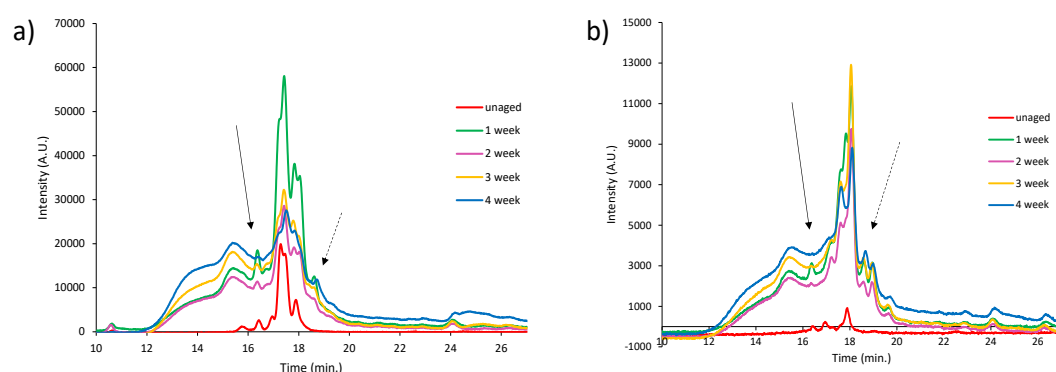 a)
Intensity (A.U.)
70000
60000
50000
40000
30000
20000
10000
0
10 12 14 16 18 20 22 24 26
Time (min.)
unaged
1 week
2 week
3 week
4 week
b)
Intensity (A.U.)
15000
13000
11000
9000
7000
5000
3000
1000
-1000
10 12 14 16 18 20 22 24 26
Time (min.)
unaged
1 week
2 week
3 week
4 week